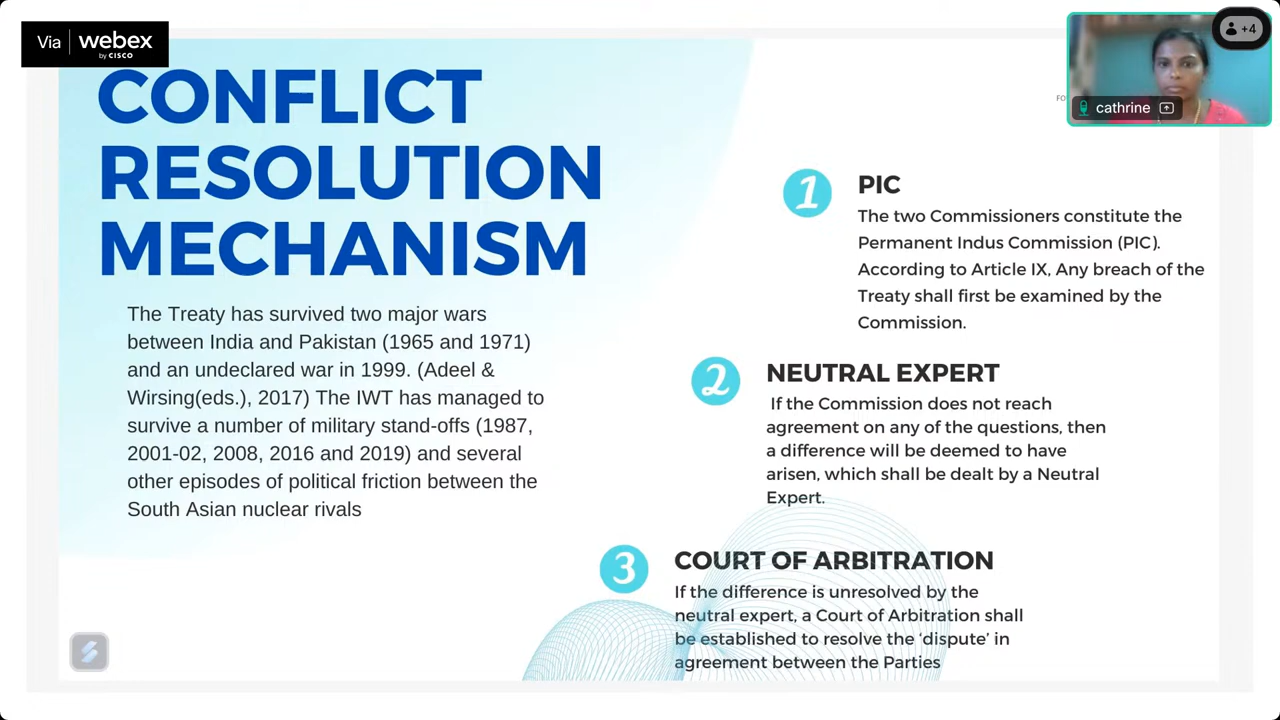 Via webex
by CISCO
+4
FO
cathrine
CONFLICT
RESOLUTION
MECHANISM
The Treaty has survived two major wars
between India and Pakistan (1965 and 1971)
and an undeclared war in 1999. (Adeel &
Wirsing(eds.), 2017) The IWT has managed to
survive a number of military stand-offs (1987,
2001-02, 2008, 2016 and 2019) and several
other episodes of political friction between the
South Asian nuclear rivals
1 PIC
The two Commissioners constitute the
Permanent Indus Commission (PIC).
According to Article IX, Any breach of the
Treaty shall first be examined by the
Commission.
2 NEUTRAL EXPERT
If the Commission does not reach
agreement on any of the questions, then
a difference will be deemed to have
arisen, which shall be dealt by a Neutral
Expert.
3 COURT OF ARBITRATION
If the difference is unresolved by the
neutral expert, a Court of Arbitration shall
be established to resolve the ‘dispute’ in
agreement between the Parties